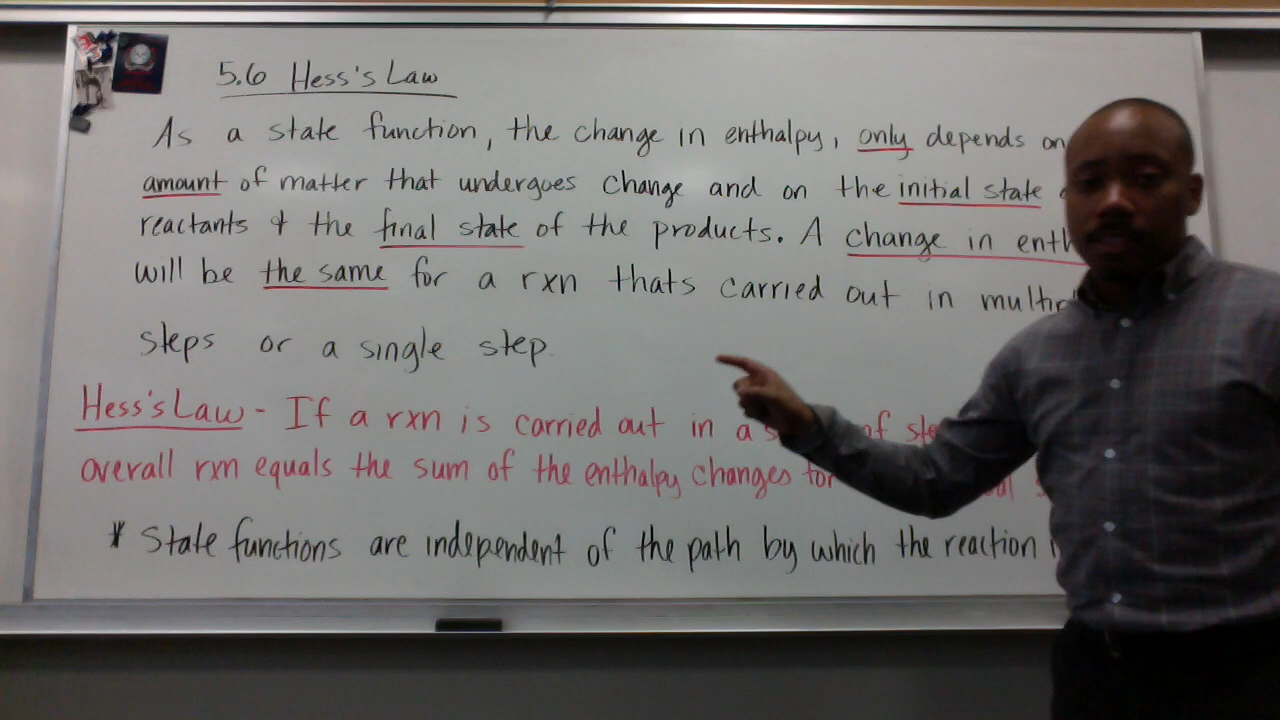 5.6 Hess's Law
As a state function, the change in enthalpy, only depends on
amount of matter that undergoes change and on the initial state
reactants & the final state of the products. A change in
will be the same for a rxn thats carried out in
steps or a single step.
Hess's Law - If a rxn is carried out in a of
overall rxn equals the sum of the enthalpy changes for
* State functions are independent of the path by which the reaction